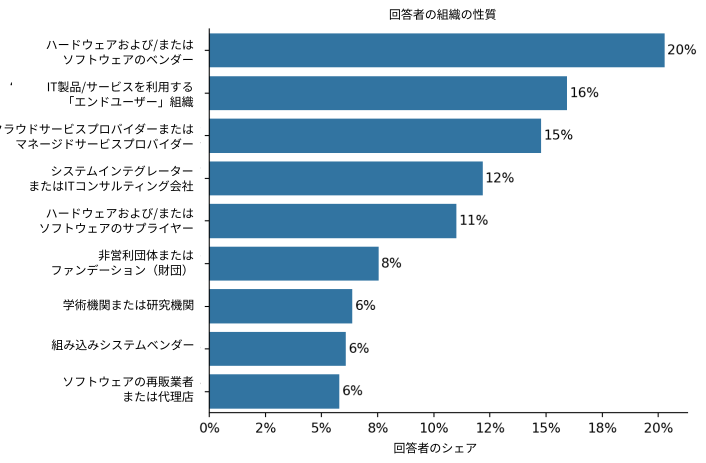 回答者の組織の性質
ハードウェアおよび/または
ソフトウェアのベンダー
20%
IT製品/サービスを利用する
「エンドユーザー」組織
16%
ラウドサービスプロバイダーまたは
マネージドサービスプロバイダー
15%
システムインテグレーター
またはITコンサルティング会社
12%
ハードウェアおよび/または
ソフトウェアのサプライヤー
11%
非営利団体または
ファンデーション（財団）
8%
学術機関または研究機関
6%
組み込みシステムベンダー
6%
ソフトウェアの再販業者
または代理店
6%
0% 2% 5% 8% 10% 12% 15% 18% 20%
回答者のシェア